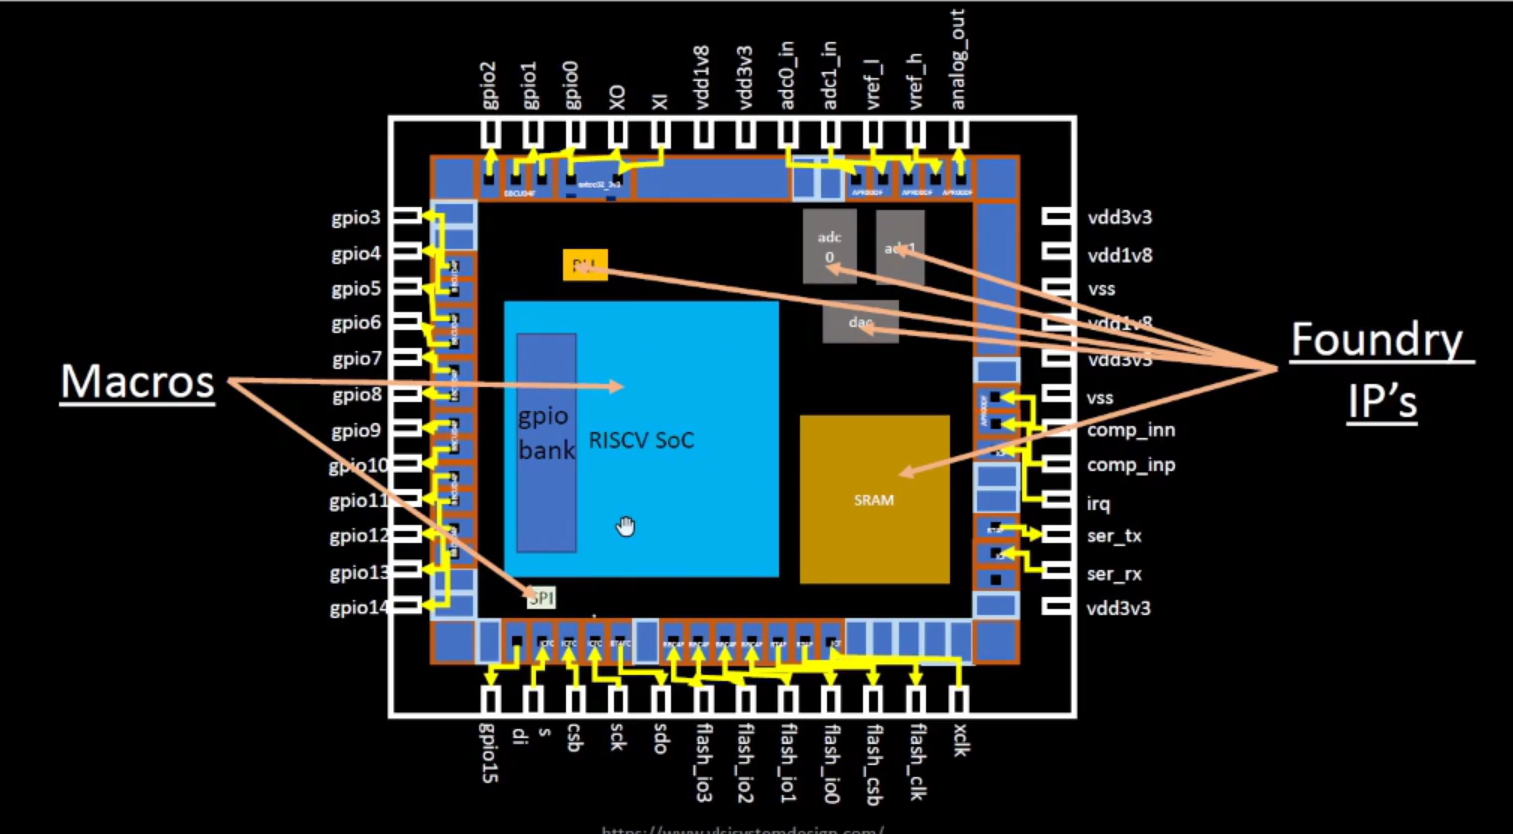 gpio2
gpio1
gpio0
XO
XI
vdd1v8
vdd3v3
adc0_in
adc1_in
vref_l
vref_h
analog_out
gpio3
gpio4
gpio5
gpio6
gpio7
gpio8
gpio9
gpio10
gpio11
gpio12
gpio13
gpio14
Macros
adc
0
adc1
dac
gpio
bank
RISCV SoC
SRAM
SPI
vdd3v3
vdd1v8
vss
vdd1v8
vdd3v3
vss
comp_inn
comp_inp
irq
ser_tx
ser_rx
vdd3v3
Foundry
IP's
gpio15
di
s
csb
sck
sdo
flash_io3
flash_io2
flash_io1
flash_io0
flash_csb
flash_clk
xclk
https://www.vlsisystemdesign.com/